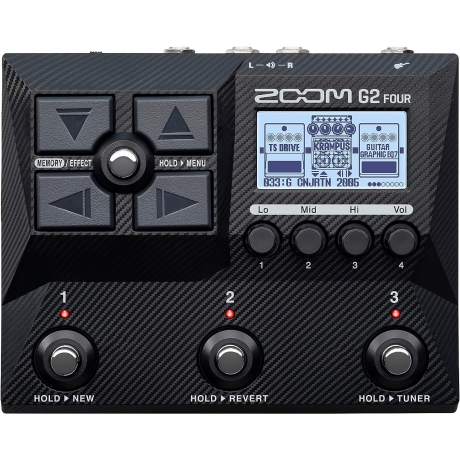 L R
ZOOM G2 FOUR
MEMORY / EFFECT
HOLD ▶ MENU
TS DRIVE
KRAMPUS
GUITAR
GRAPHIC EQ7
033:G CNJRTN 2005
Lo Mid Hi Vol
1 2 3 4
1 2 3
HOLD ▶ NEW
HOLD ▶ REVERT
HOLD ▶ TUNER